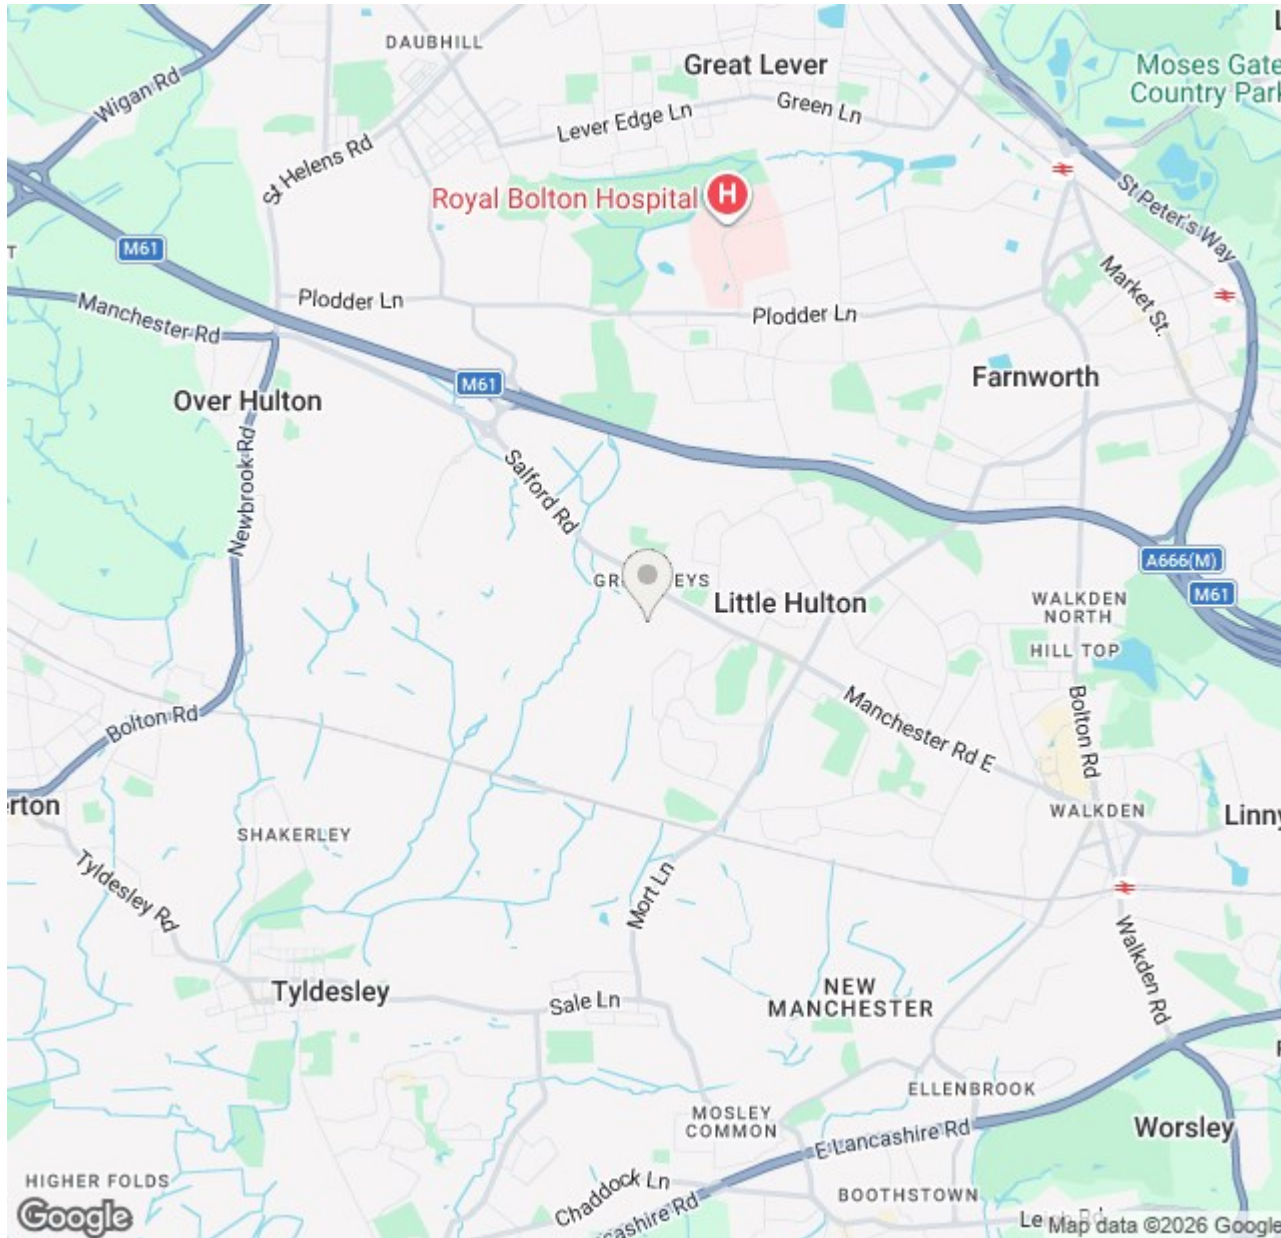 DAUBHILL
Great Lever
Moses Gate
Country Park
Wigan Rd
Green Ln
Lever Edge Ln
St Helens Rd
Royal Bolton Hospital
H
St Peter's Way
M61
Plodder Ln
Manchester Rd
Plodder Ln
Market St.
M61
Farnworth
Over Hulton
Newbrook Rd
Salford Rd
A666(M)
M61
Little Hulton
WALKDEN
NORTH
HILL TOP
Bolton Rd
Bolton Rd
Manchester Rd E
erton
WALKDEN
Linny
SHAKERLEY
Tyldesley Rd
Mort Ln
Walkden Rd
Tyldesley
Sale Ln
NEW
MANCHESTER
ELLENBROOK
MOSLEY
COMMON
E Lancashire Rd
Worsley
HIGHER FOLDS
Chaddock Ln
BOOTHSTOWN
ncashire Rd
Google
Map data ©2026 Google